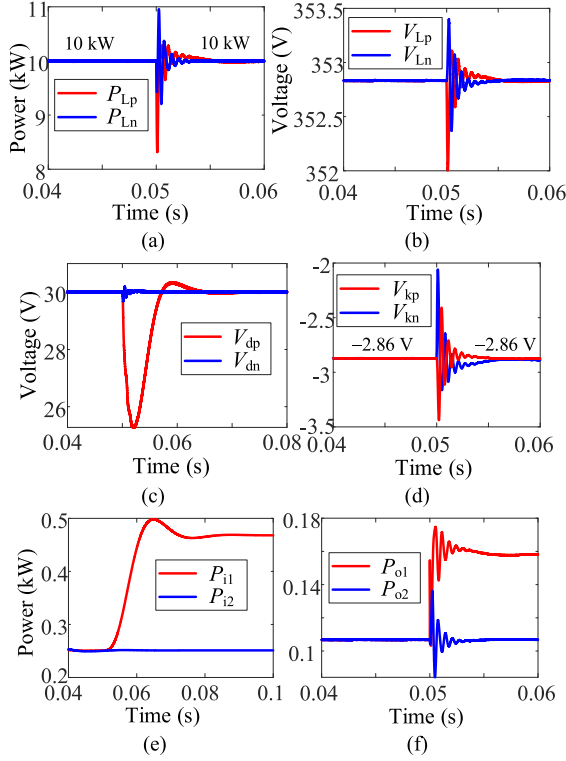 Power (kW)
11
10
9
8
10 kW
10 kW
P_Lp
P_Ln
0.04
0.05
0.06
Time (s)
(a)
Voltage (V)
353.5
353
352.5
352
V_Lp
V_Ln
0.04
0.05
0.06
Time (s)
(b)
Voltage (V)
30
28
26
V_dp
V_dn
0.04
0.06
0.08
Time (s)
(c)
-2
-2.5
-3
-3.5
V_kp
V_kn
−2.86 V
−2.86 V
0.04
0.05
0.06
Time (s)
(d)
Power (kW)
0.5
0.4
0.3
0.2
P_i1
P_i2
0.04
0.06
0.08
0.1
Time (s)
(e)
0.18
0.14
0.1
P_o1
P_o2
0.04
0.05
0.06
Time (s)
(f)